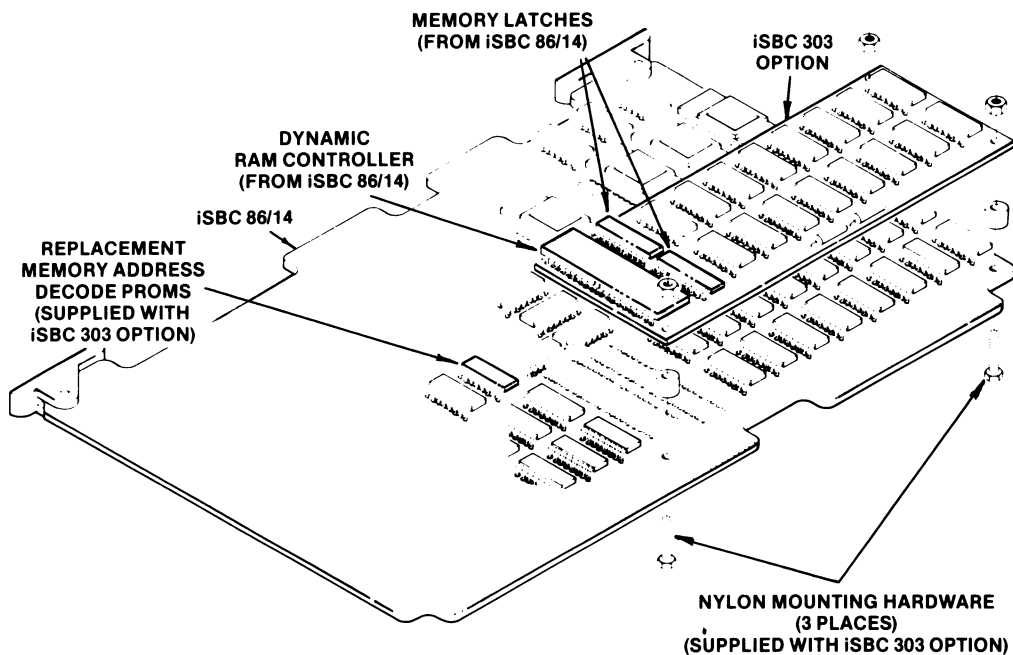 MEMORY LATCHES
(FROM iSBC 86/14)
iSBC 303
OPTION
DYNAMIC
RAM CONTROLLER
(FROM iSBC 86/14)
iSBC 86/14
REPLACEMENT
MEMORY ADDRESS
DECODE PROMS
(SUPPLIED WITH
iSBC 303 OPTION)
NYLON MOUNTING HARDWARE
(3 PLACES)
(SUPPLIED WITH iSBC 303 OPTION)